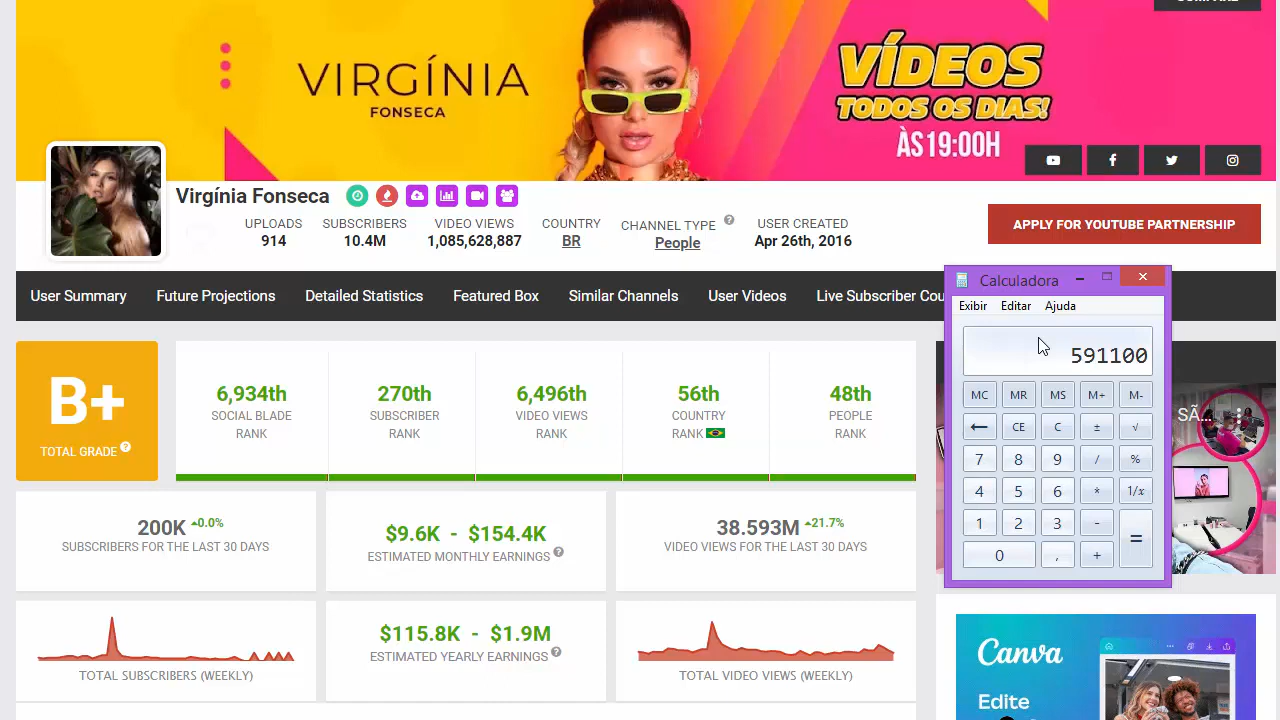 VIRGÍNIA
FONSECA
VÍDEOS
TODOS OS DIAS!
ÀS 19:00H
Virgínia Fonseca
UPLOADS
914
SUBSCRIBERS
10.4M
VIDEO VIEWS
1,085,628,887
COUNTRY
BR
CHANNEL TYPE
People
USER CREATED
Apr 26th, 2016
APPLY FOR YOUTUBE PARTNERSHIP
User Summary
Future Projections
Detailed Statistics
Featured Box
Similar Channels
User Videos
Live Subscriber Cou
B+
TOTAL GRADE
6,934th
SOCIAL BLADE
RANK
270th
SUBSCRIBER
RANK
6,496th
VIDEO VIEWS
RANK
56th
COUNTRY
RANK
48th
PEOPLE
RANK
200K 0.0%
SUBSCRIBERS FOR THE LAST 30 DAYS
$9.6K - $154.4K
ESTIMATED MONTHLY EARNINGS
38.593M 21.7%
VIDEO VIEWS FOR THE LAST 30 DAYS
TOTAL SUBSCRIBERS (WEEKLY)
$115.8K - $1.9M
ESTIMATED YEARLY EARNINGS
TOTAL VIDEO VIEWS (WEEKLY)
Calculadora
Exibir Editar Ajuda
591100
MC MR MS M+ M-
← CE C ± √
7 8 9 / %
4 5 6 * 1/x
1 2 3 - =
0 , +
SÃ...
Canva
Edite